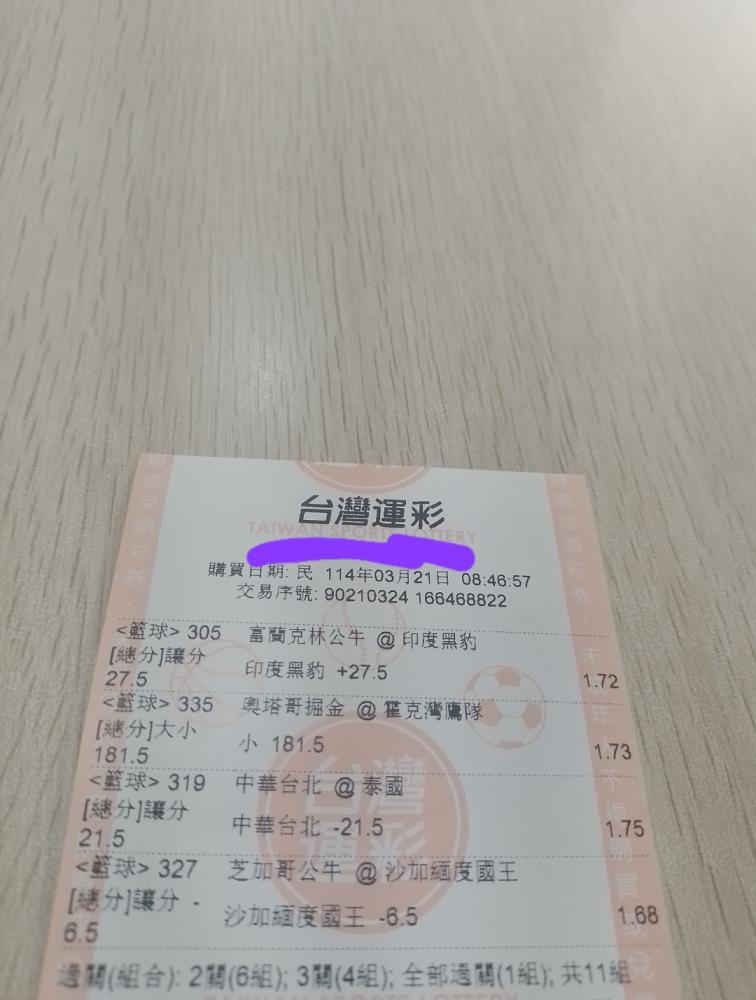 台灣運彩
TAIWAN SPORTS LOTTERY
購買日期: 民 114年03月21日 08:46:57
交易序號: 90210324 166468822
<籃球> 305 富蘭克林公牛 @ 印度黑豹
[總分]讓分 印度黑豹 +27.5
27.5 1.72
<籃球> 335 奧塔哥掘金 @ 霍克灣鷹隊
[總分]大小 小 181.5
181.5 1.73
<籃球> 319 中華台北 @ 泰國
[總分]讓分 中華台北 -21.5
21.5 1.75
<籃球> 327 芝加哥公牛 @ 沙加緬度國王
[總分]讓分 - 沙加緬度國王 -6.5
6.5 1.68
過關(組合): 2關(6組); 3關(4組); 全部過關(1組); 共11組
台灣運彩